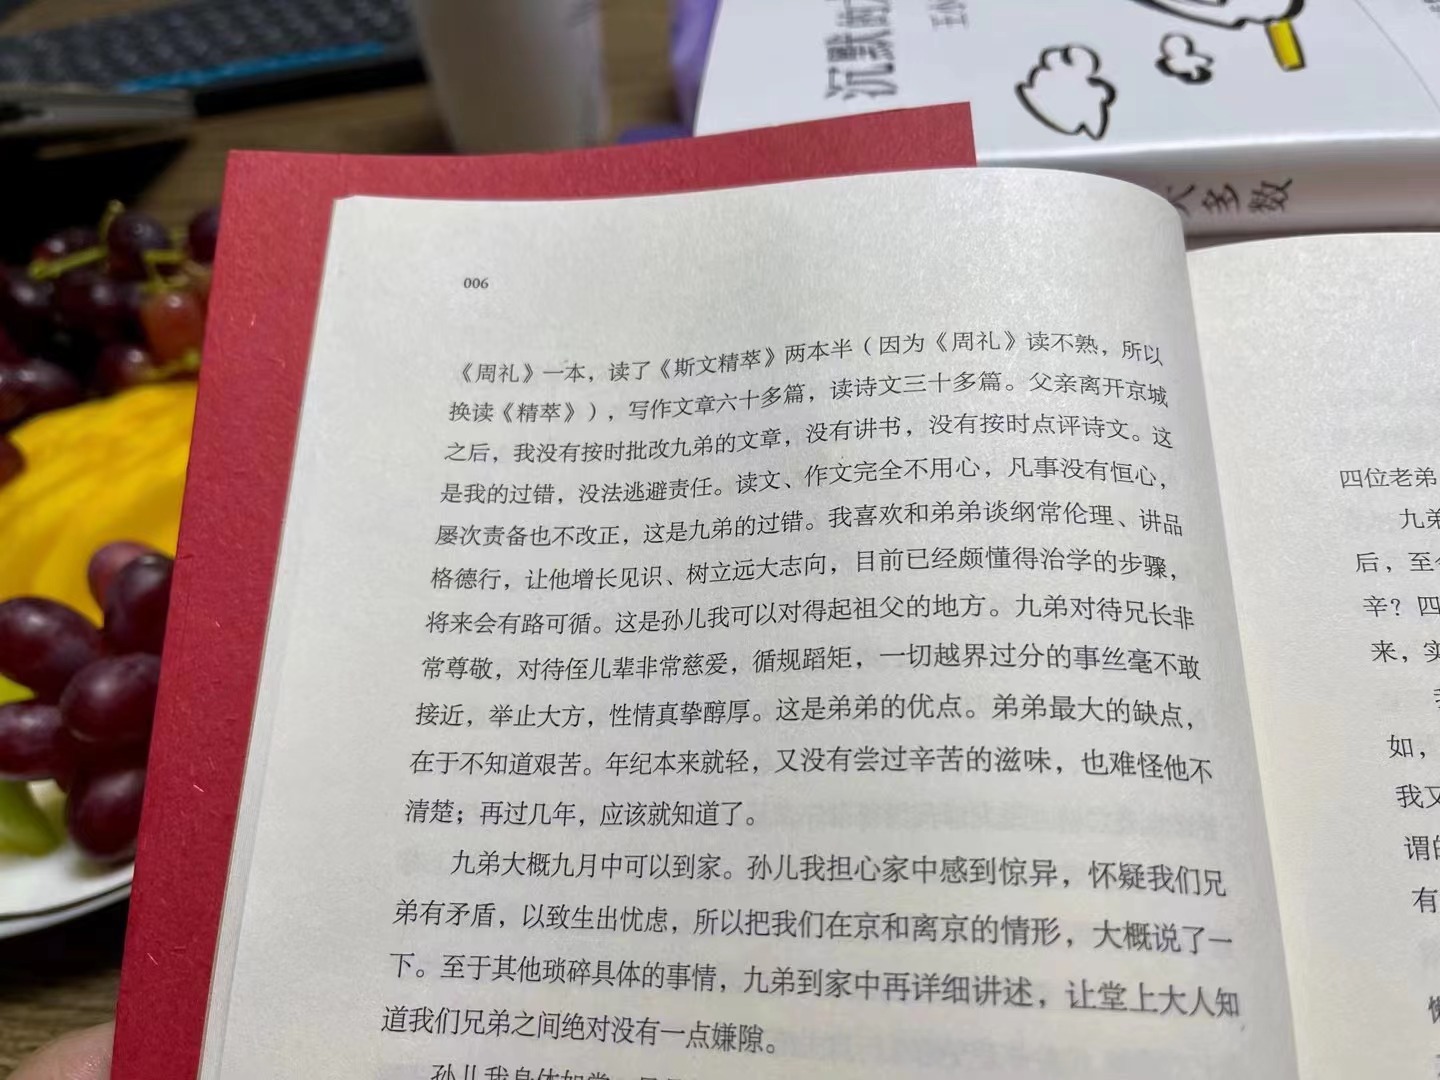 沉默的
王小
大多数
006
《周礼》一本，读了《斯文精萃》两本半（因为《周礼》读不熟，所以
换读《精萃》），写作文章六十多篇，读诗文三十多篇。父亲离开京城
之后，我没有按时批改九弟的文章，没有讲书，没有按时点评诗文。这
是我的过错，没法逃避责任。读文、作文完全不用心，凡事没有恒心，
屡次责备也不改正，这是九弟的过错。我喜欢和弟弟谈纲常伦理、讲品
格德行，让他增长见识、树立远大志向，目前已经颇懂得治学的步骤，
将来会有路可循。这是孙儿我可以对得起祖父的地方。九弟对待兄长非
常尊敬，对待侄儿辈非常慈爱，循规蹈矩，一切越界过分的事丝毫不敢
接近，举止大方，性情真挚醇厚。这是弟弟的优点。弟弟最大的缺点，
在于不知道艰苦。年纪本来就轻，又没有尝过辛苦的滋味，也难怪他不
清楚；再过几年，应该就知道了。
九弟大概九月中可以到家。孙儿我担心家中感到惊异，怀疑我们兄
弟有矛盾，以致生出忧虑，所以把我们在京和离京的情形，大概说了一
下。至于其他琐碎具体的事情，九弟到家中再详细讲述，让堂上大人知
道我们兄弟之间绝对没有一点嫌隙。
孙儿我身体如常
四位老弟
九弟
后，至今
辛？四
来，实
如，
我又
谓的
有